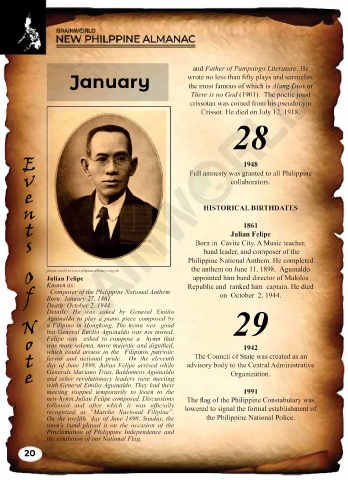 BRAINWORLD
NEW PHILPPINE ALMANAC
January
Events Of Note
Julian Felipe
Known as:
Composer of the Philippine National Anthem
Born: January 27, 1861
Death: October 2, 1944
Details: He was asked by General Emilio
Aguinaldo to play a piano piece composed by
a Filipino in Hongkong. The hymn was good
but General Emilio Aguinaldo was not moved.
Felipe was asked to compose a hymn that
was more solemn, more majestic and dignified,
which could arouse in the Filipinos patriotic
fervor and national pride. On the eleventh
day of June 1898, Julian Felipe arrived while
Generals Mariano Trias, Baldomero Aguinaldo
and other revolutionary leaders were meeting
with General Emilio Aguinaldo. They had their
meeting stopped temporarily to listen to the
new hymn Julian Felipe composed. Discussions
followed and after which it was officially
recognized as "Marcha Nacional Filipina".
On the twelfth day of June 1898, Sunday, the
town's band played it on the occasion of the
Proclamation of Philippine Independence and
the exhibition of our National Flag.
20
and Father of Pampango Literature. He
wrote no less than fifty plays and sarzuelas,
the most famous of which is Alang Dios or
There is no God (1901). The poetic joust
crissotan was coined from his pseudonym
Crissot. He died on July 12, 1918.
28
1948
Full amnesty was granted to all Philippine
collaborators.
HISTORICAL BIRTHDATES
1861
Julian Felipe
Born in Cavite City. A Music teacher,
band leader, and composer of the
Philippine National Anthem. He completed
the anthem on June 11, 1898. Aguinaldo
appointed him band director of Malolos
Republic and ranked him captain. He died
on October 2, 1944.
29
1942
The Council of State was created as an
advisory body to the Central Administrative
Organization.
1991
The flag of the Philippine Constabulary was
lowered to signal the formal establishment of
the Philippine National Police.